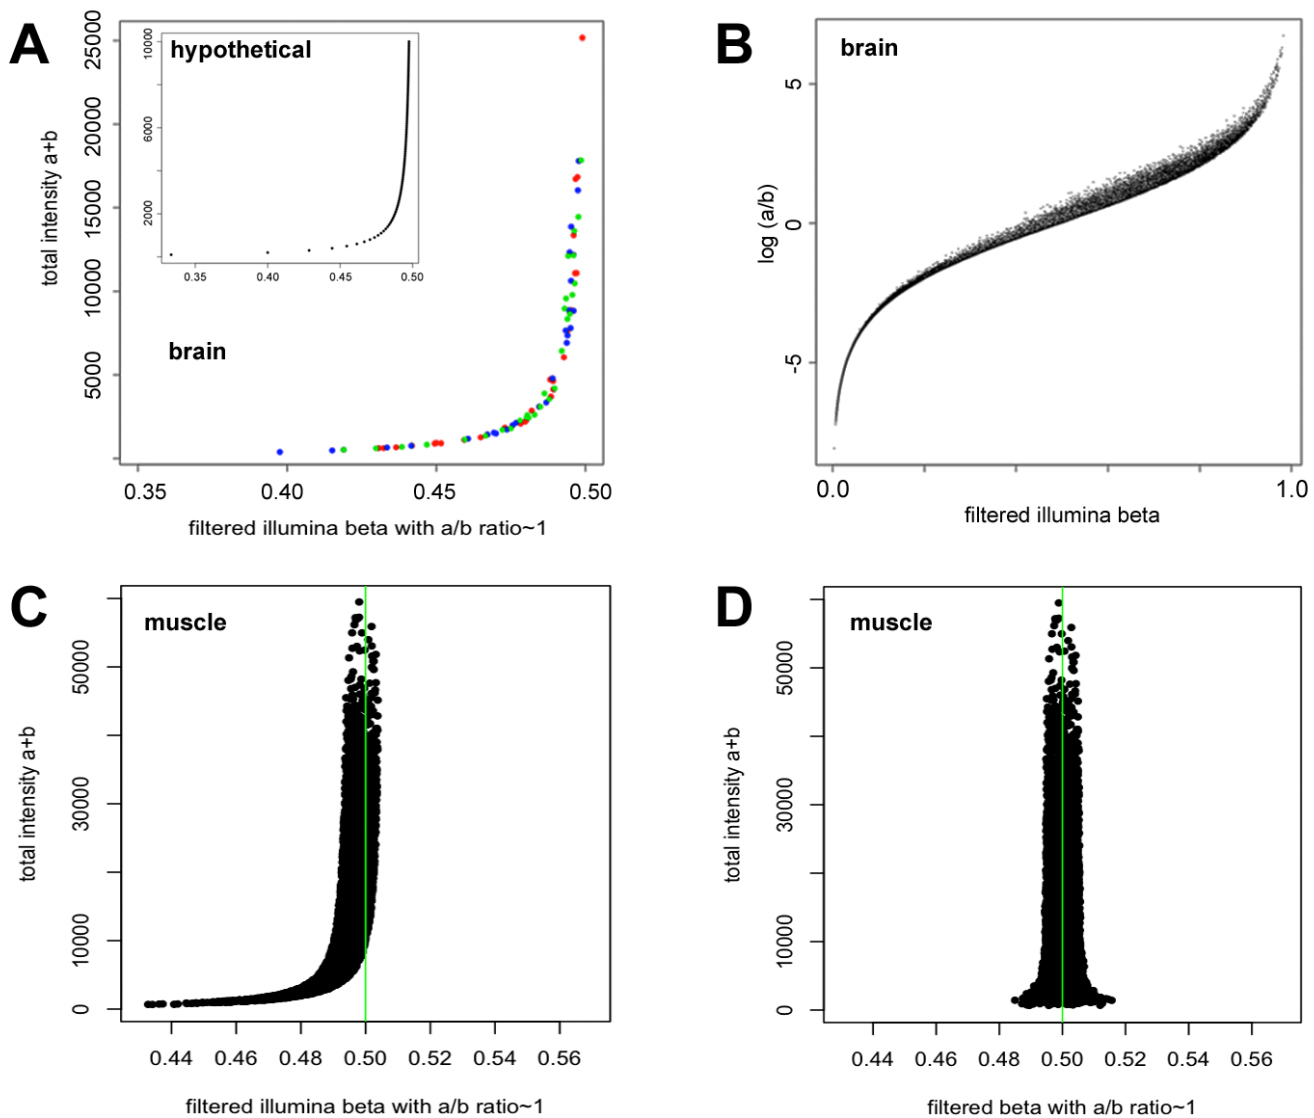 A
hypothetical
10000
6000
2000
0.35
0.40
0.45
0.50
brain
total intensity a+b
25000
20000
15000
10000
5000
0.35
0.40
0.45
0.50
filtered illumina beta with a/b ratio~1
B
brain
log (a/b)
5
0
-5
0.0
1.0
filtered illumina beta
C
muscle
total intensity a+b
50000
30000
10000
0
0.44
0.46
0.48
0.50
0.52
0.54
0.56
filtered illumina beta with a/b ratio~1
D
muscle
total intensity a+b
50000
30000
10000
0
0.44
0.46
0.48
0.50
0.52
0.54
0.56
filtered beta with a/b ratio~1